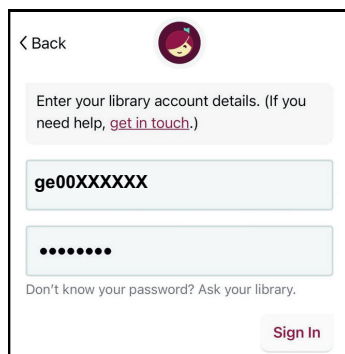 Back
Enter your library account details. (If you
need help, get in touch.)
ge00XXXXXX
••••••••
Don't know your password? Ask your library.
Sign In